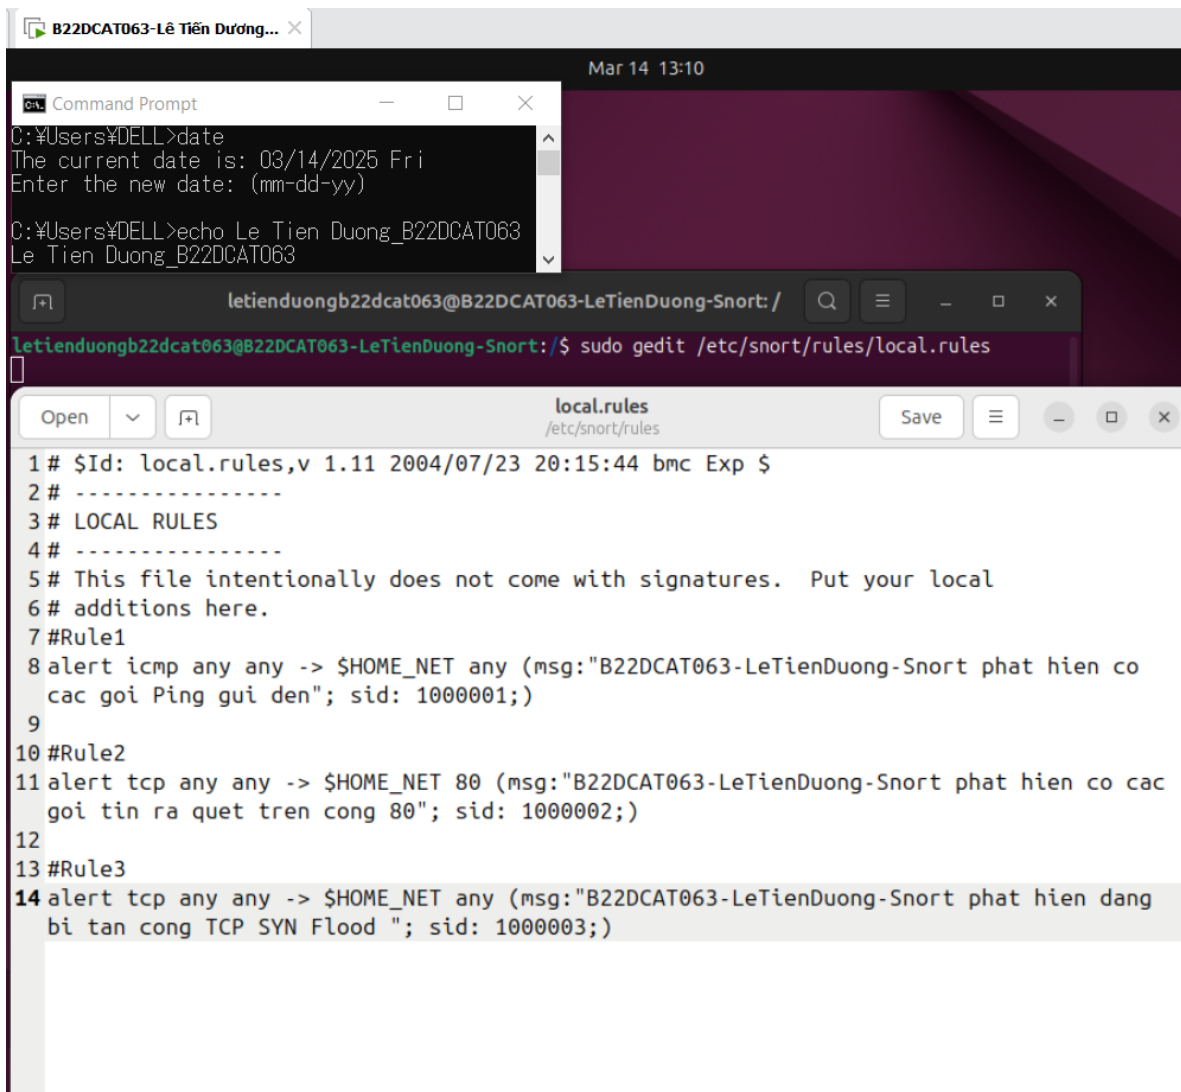 B22DCAT063-Lê Tiến Dương...
Mar 14 13:10
Command Prompt
C:¥Users¥DELL>date
The current date is: 03/14/2025 Fri
Enter the new date: (mm-dd-yy)
C:¥Users¥DELL>echo Le Tien Duong_B22DCAT063
Le Tien Duong_B22DCAT063
letienduongb22dcat063@B22DCAT063-LeTienDuong-Snort: /
letienduongb22dcat063@B22DCAT063-LeTienDuong-Snort:/$ sudo gedit /etc/snort/rules/local.rules
Open
local.rules
/etc/snort/rules
Save
1 # $Id: local.rules,v 1.11 2004/07/23 20:15:44 bmc Exp $
2 # ----------------
3 # LOCAL RULES
4 # ----------------
5 # This file intentionally does not come with signatures.  Put your local
6 # additions here.
7 #Rule1
8 alert icmp any any -> $HOME_NET any (msg:"B22DCAT063-LeTienDuong-Snort phat hien co
cac goi Ping gui den"; sid: 1000001;)
9
10 #Rule2
11 alert tcp any any -> $HOME_NET 80 (msg:"B22DCAT063-LeTienDuong-Snort phat hien co cac
goi tin ra quet tren cong 80"; sid: 1000002;)
12
13 #Rule3
14 alert tcp any any -> $HOME_NET any (msg:"B22DCAT063-LeTienDuong-Snort phat hien dang
bi tan cong TCP SYN Flood "; sid: 1000003;)